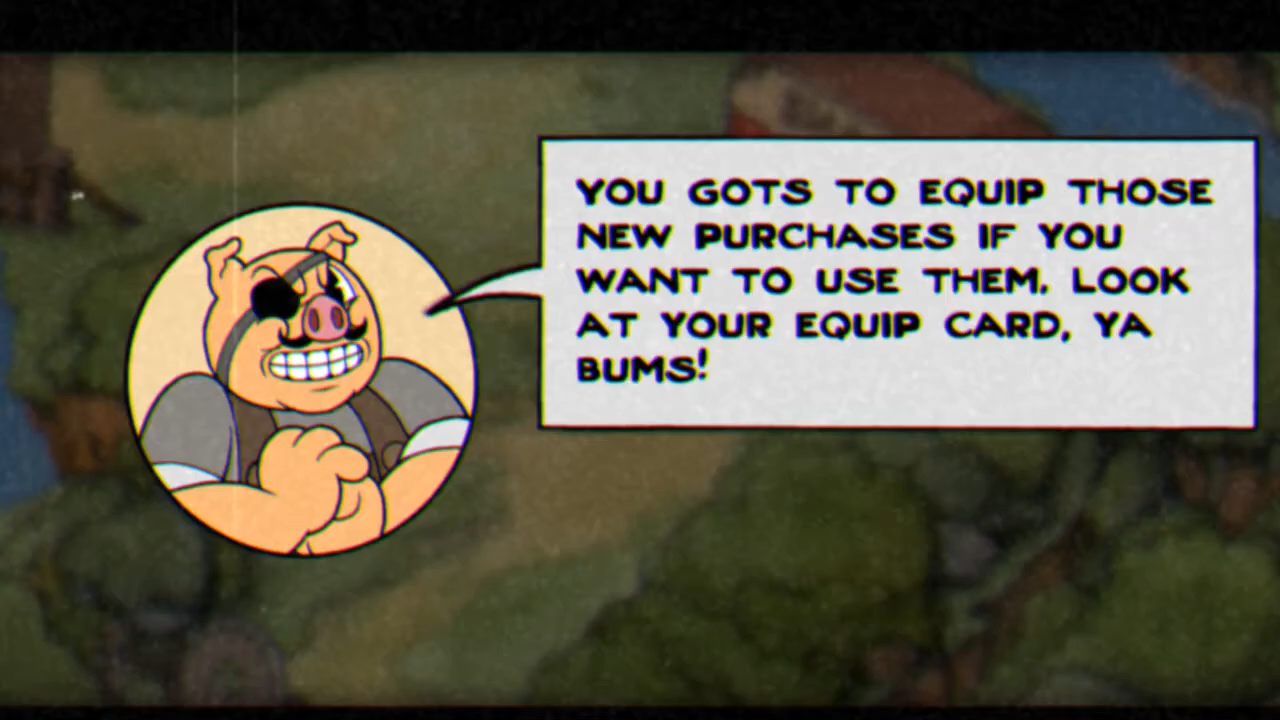 YOU GOTS TO EQUIP THOSE
NEW PURCHASES IF YOU
WANT TO USE THEM. LOOK
AT YOUR EQUIP CARD, YA
BUMS!